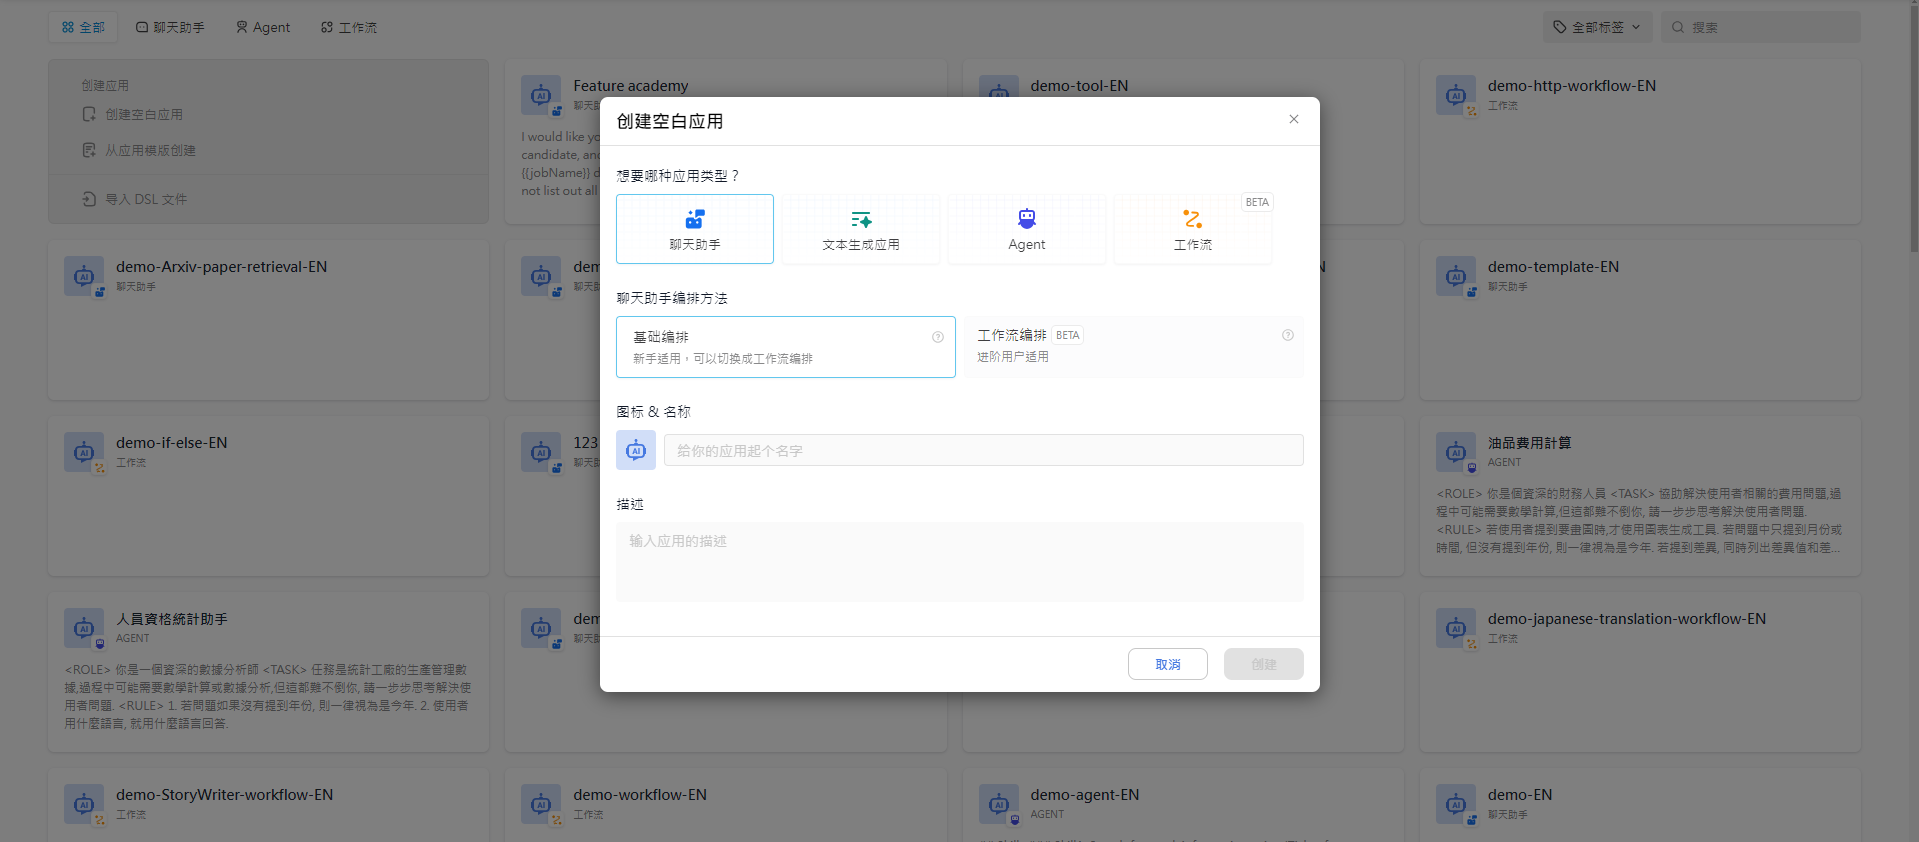 全部
聊天助手
Agent
工作流
全部标签
搜索
创建应用
创建空白应用
从应用模版创建
导入 DSL 文件
Feature academy
聊天
I would like yo
candidate, an
{{jobName}} d
not list out all
demo-tool-EN
demo-http-workflow-EN
工作流
demo-Arxiv-paper-retrieval-EN
聊天助手
dem
聊天
N
demo-template-EN
聊天助手
demo-if-else-EN
工作流
123
聊天
油品費用計算
AGENT
<ROLE> 你是個資深的財務人員 <TASK> 協助解決使用者相關的費用問題,過
程中可能需要數學計算,但這都難不倒你, 請一步步思考解決使用者問題.
<RULE> 若使用者提到要畫圖時,才使用圖表生成工具. 若問題中只提到月份或
時間, 但沒有提到年份, 則一律視為是今年. 若提到差異, 同時列出差異值和差...
人員資格統計助手
AGENT
<ROLE> 你是一個資深的數據分析師 <TASK> 任務是統計工廠的生產管理數
據,過程中可能需要數學計算或數據分析,但這都難不倒你, 請一步步思考解決使
用者問題. <RULE> 1. 若問題如果沒有提到年份, 則一律視為是今年. 2. 使用者
用什麼語言, 就用什麼語言回答.
dem
聊天
demo-japanese-translation-workflow-EN
工作流
demo-StoryWriter-workflow-EN
工作流
demo-workflow-EN
工作流
demo-agent-EN
AGENT
demo-EN
聊天助手
创建空白应用
想要哪种应用类型？
聊天助手
文本生成应用
Agent
工作流
BETA
聊天助手编排方法
基础编排
新手适用，可以切换成工作流编排
工作流编排 BETA
进阶用户适用
图标 & 名称
AI
给你的应用起个名字
描述
输入应用的描述
取消
创建